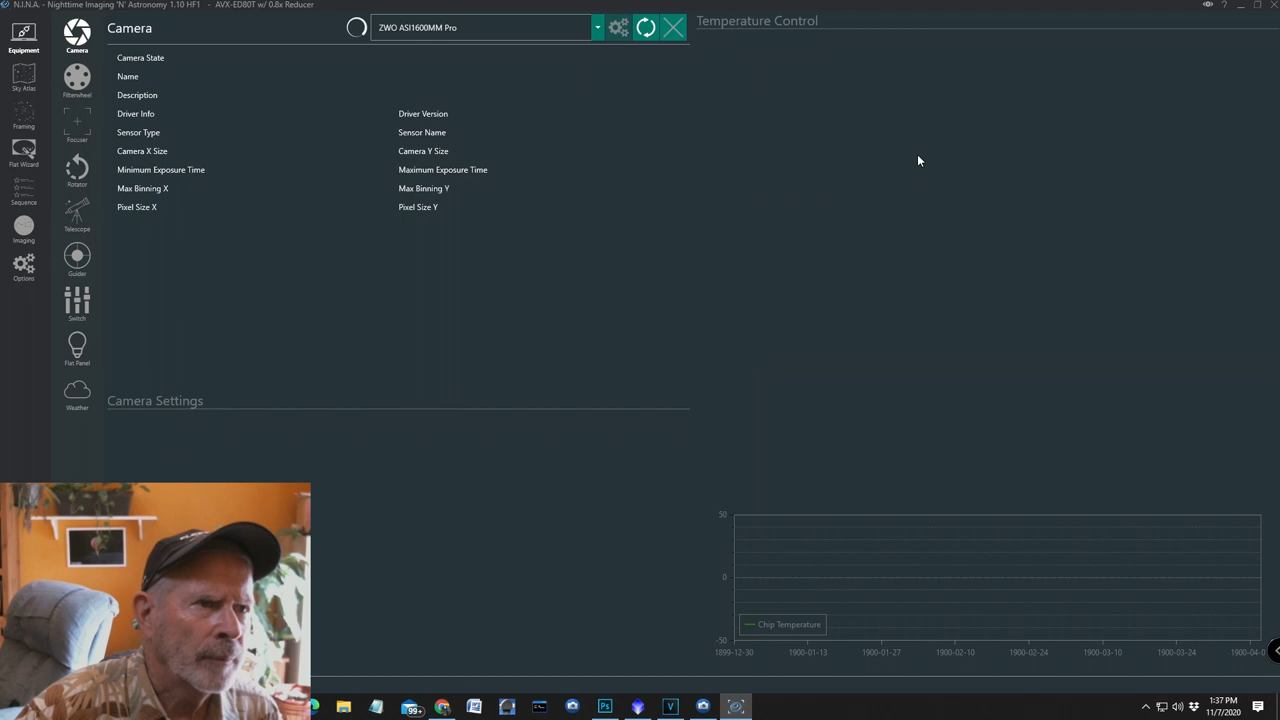 N.I.N.A. - Nighttime Imaging 'N' Astronomy 1.10 HF1 - AVX-ED80T w/ 0.8x Reducer
Equipment
Sky Atlas
Framing
Flat Wizard
Sequence
Imaging
Options
Camera
Filterwheel
Focuser
Rotator
Telescope
Guider
Switch
Flat Panel
Weather
Camera
ZWO ASI1600MM Pro
Camera State
Name
Description
Driver Info Driver Version
Sensor Type Sensor Name
Camera X Size Camera Y Size
Minimum Exposure Time Maximum Exposure Time
Max Binning X Max Binning Y
Pixel Size X Pixel Size Y
Camera Settings
Temperature Control
50
0
-50
Chip Temperature
1899-12-30 1900-01-13 1900-01-27 1900-02-10 1900-02-24 1900-03-10 1900-03-24 1900-04-0
99+
Ps
V
1:37 PM
11/7/2020